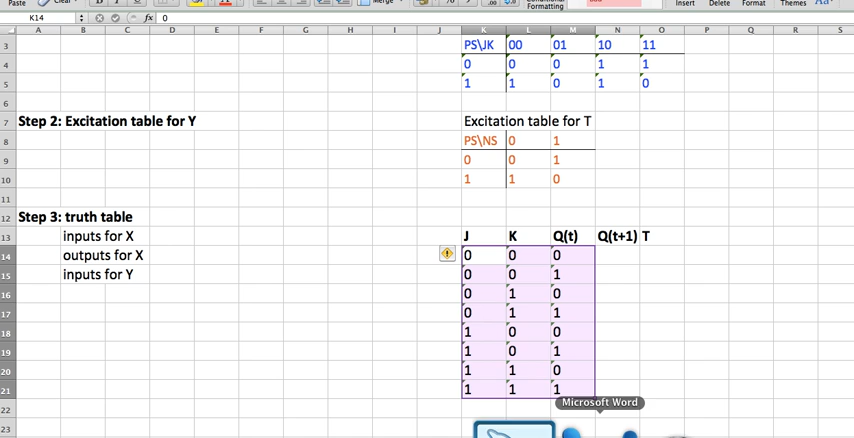 Paste Clear B I U A Merge % .00 .00 Conditional Formatting Bad Insert Delete Format Themes Aa
K14 fx 0
A B C D E F G H I J K L M N O P Q R S
3 PS\JK 00 01 10 11
4 0 0 0 1 1
5 1 1 0 1 0
6
7 Step 2: Excitation table for Y Excitation table for T
8 PS\NS 0 1
9 0 0 1
10 1 1 0
11
12 Step 3: truth table
13 inputs for X J K Q(t) Q(t+1) T
14 outputs for X 0 0 0
15 inputs for Y 0 0 1
16 0 1 0
17 0 1 1
18 1 0 0
19 1 0 1
20 1 1 0
21 1 1 1
Microsoft Word
22
23